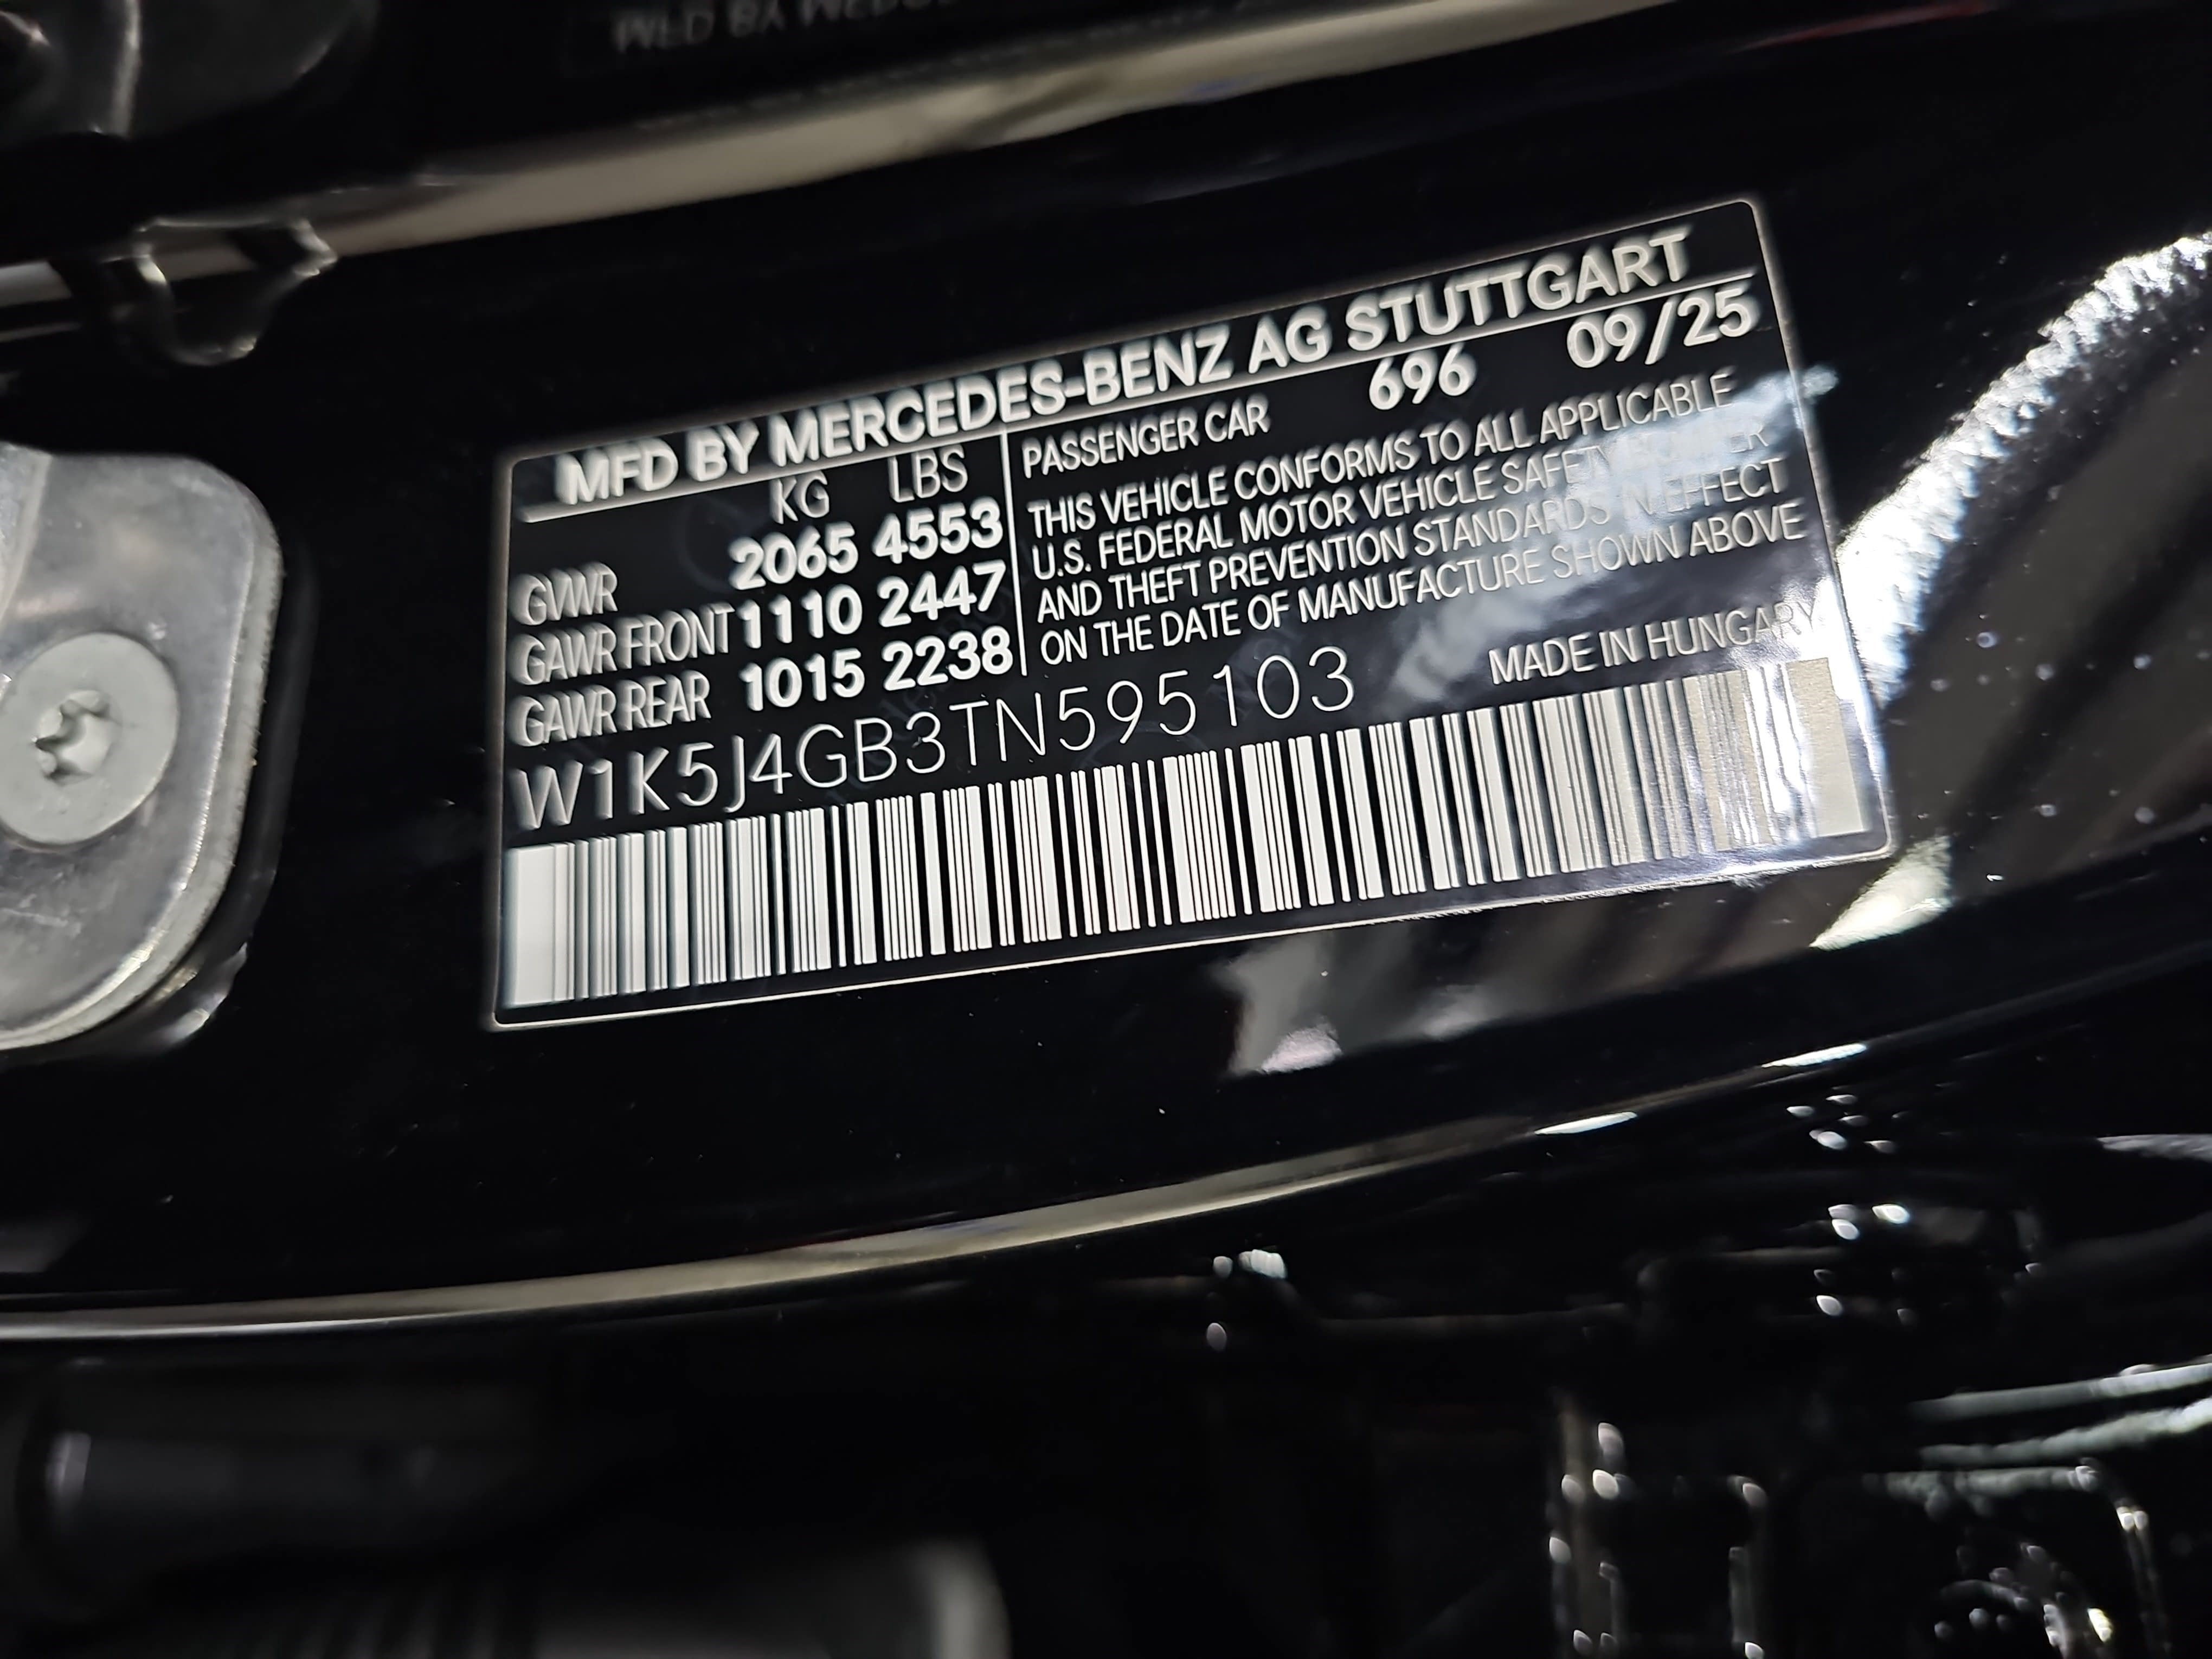 MFD BY MERCEDES-BENZ AG STUTTGART
KG LBS
GVWR 2065 4553
GAWR FRONT 1110 2447
GAWR REAR 1015 2238
PASSENGER CAR 696 09/25
THIS VEHICLE CONFORMS TO ALL APPLICABLE
U.S. FEDERAL MOTOR VEHICLE SAFETY
AND THEFT PREVENTION STANDARDS IN EFFECT
ON THE DATE OF MANUFACTURE SHOWN ABOVE
MADE IN HUNGARY
W1K5J4GB3TN595103